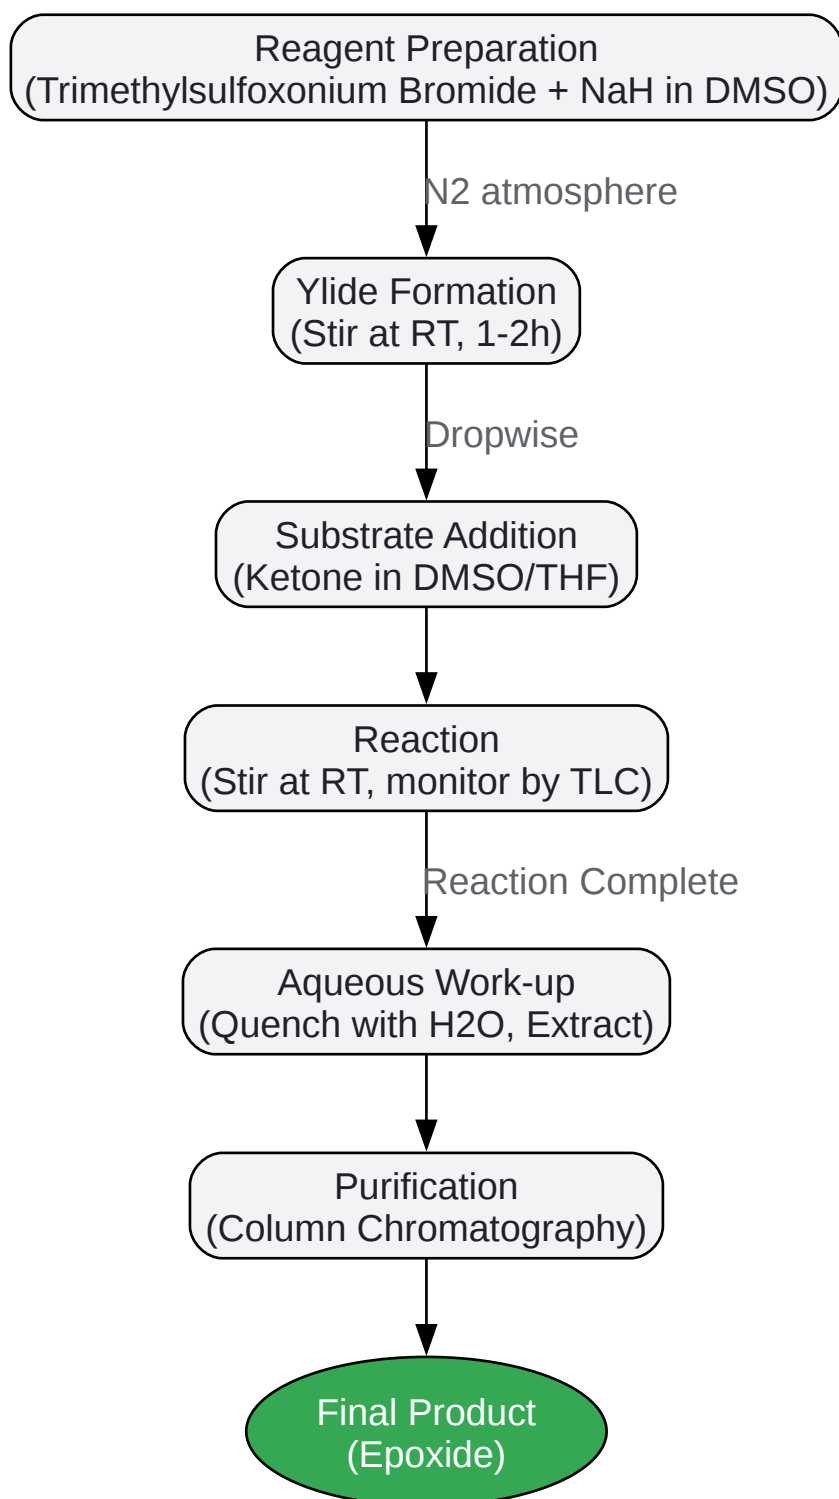 Reagent Preparation
(Trimethylsulfoxonium Bromide + NaH in DMSO)
N2 atmosphere
Ylide Formation
(Stir at RT, 1-2h)
Dropwise
Substrate Addition
(Ketone in DMSO/THF)
Reaction
(Stir at RT, monitor by TLC)
Reaction Complete
Aqueous Work-up
(Quench with H2O, Extract)
Purification
(Column Chromatography)
Final Product
(Epoxide)